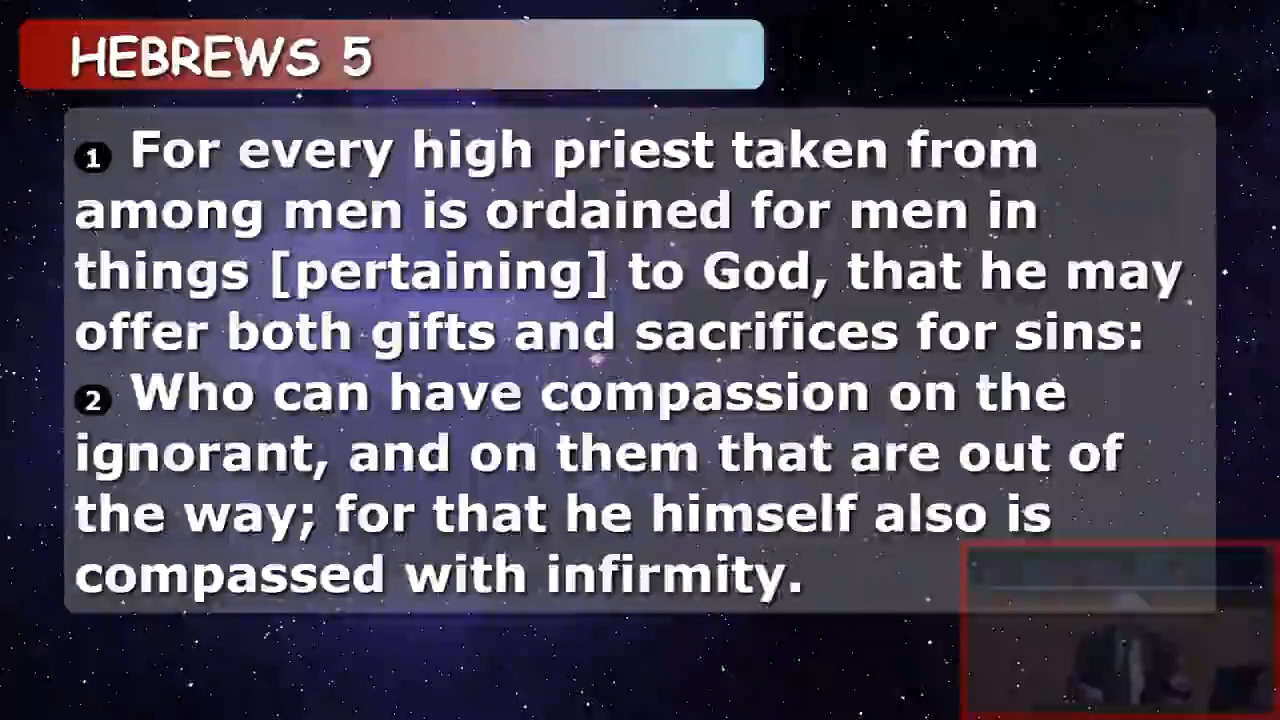 HEBREWS 5
1 For every high priest taken from
among men is ordained for men in
things [pertaining] to God, that he may
offer both gifts and sacrifices for sins:
2 Who can have compassion on the
ignorant, and on them that are out of
the way; for that he himself also is
compassed with infirmity.